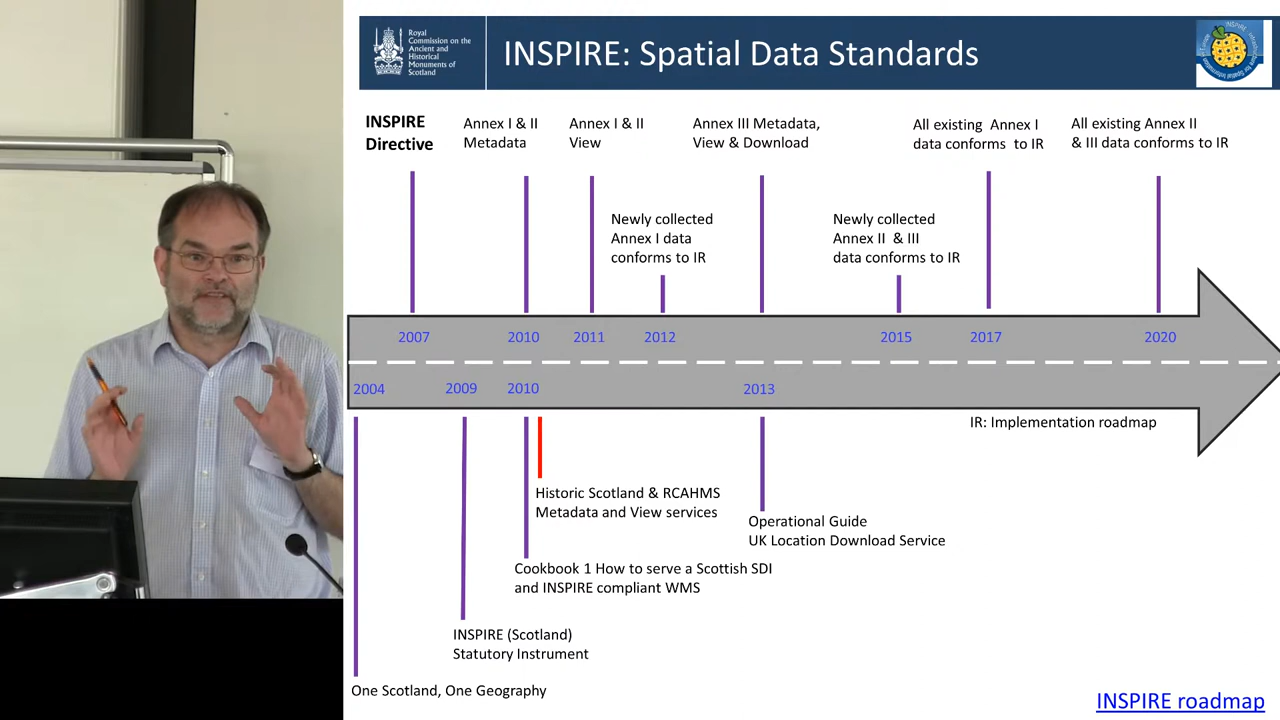 Royal
Commission on the
Ancient and
Historical
Monuments of
Scotland
INSPIRE: Spatial Data Standards
INSPIRE
Directive
Annex I & II
Metadata
Annex I & II
View
Annex III Metadata,
View & Download
All existing Annex I
data conforms to IR
All existing Annex II
& III data conforms to IR
Newly collected
Annex I data
conforms to IR
Newly collected
Annex II & III
data conforms to IR
2007
2010
2011
2012
2015
2017
2020
2004
2009
2010
2013
IR: Implementation roadmap
Historic Scotland & RCAHMS
Metadata and View services
Operational Guide
UK Location Download Service
Cookbook 1 How to serve a Scottish SDI
and INSPIRE compliant WMS
INSPIRE (Scotland)
Statutory Instrument
One Scotland, One Geography
INSPIRE roadmap